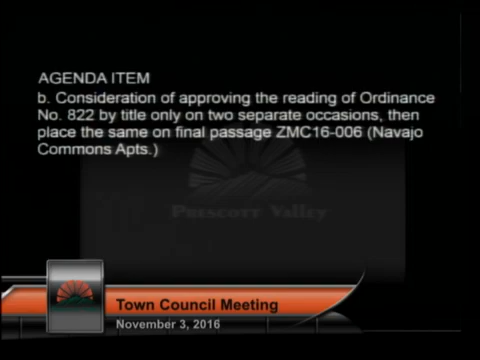 AGENDA ITEM
b. Consideration of approving the reading of Ordinance
No. 822 by title only on two separate occasions, then
place the same on final passage ZMC16-006 (Navajo
Commons Apts.)
Prescott Valley
Town Council Meeting
November 3, 2016